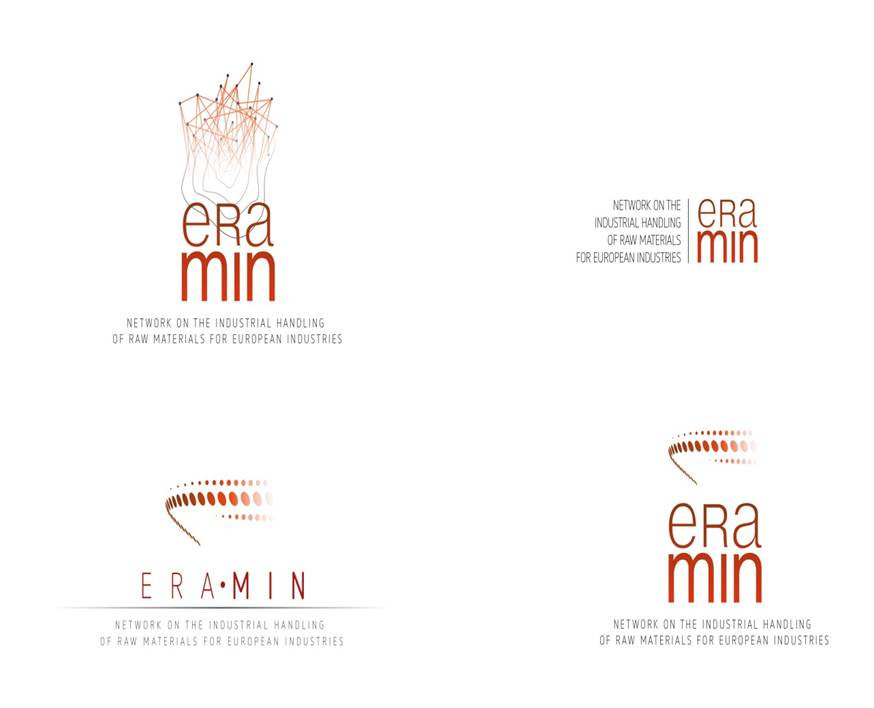 era
min
NETWORK ON THE INDUSTRIAL HANDLING
OF RAW MATERIALS FOR EUROPEAN INDUSTRIES
NETWORK ON THE
INDUSTRIAL HANDLING
OF RAW MATERIALS
FOR EUROPEAN INDUSTRIES
era
min
ERA•MIN
NETWORK ON THE INDUSTRIAL HANDLING
OF RAW MATERIALS FOR EUROPEAN INDUSTRIES
era
min
NETWORK ON THE INDUSTRIAL HANDLING
OF RAW MATERIALS FOR EUROPEAN INDUSTRIES